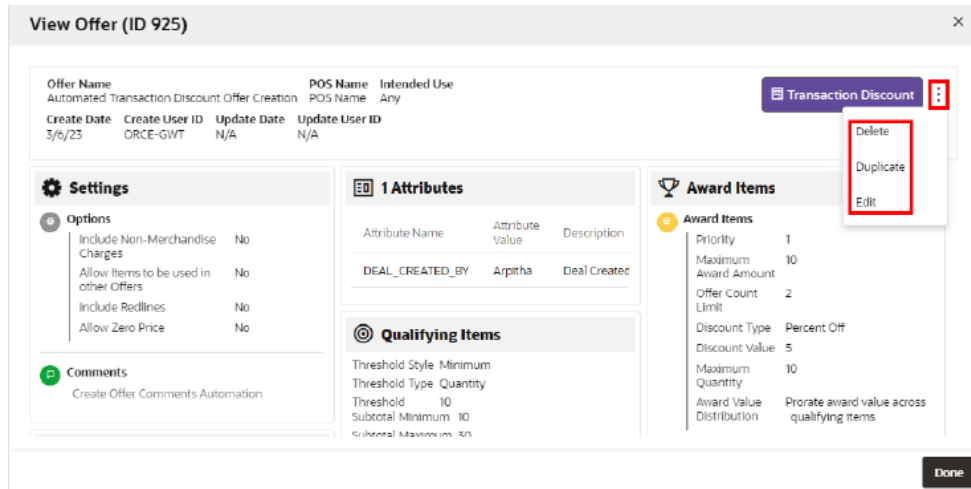 View Offer (ID 925)
×
Offer Name POS Name Intended Use
Automated Transaction Discount Offer Creation POS Name Any
Create Date Create User ID Update Date Update User ID
3/6/23 ORCE-GWT N/A N/A
Transaction Discount
Delete
Duplicate
Edit
Settings
Options
Include Non-Merchandise No
Charges
Allow Items to be used in No
other Offers
Include Redlines No
Allow Zero Price No
Comments
Create Offer Comments Automation
1 Attributes
Attribute Name Attribute Description
Value
DEAL_CREATED_BY Arpitha Deal Created
Qualifying Items
Threshold Style Minimum
Threshold Type Quantity
Threshold 10
Subtotal Minimum 10
Subtotal Maximum 30
Award Items
Award Items
Priority 1
Maximum 10
Award Amount
Offer Count 2
Limit
Discount Type Percent Off
Discount Value 5
Maximum 10
Quantity
Award Value Prorate award value across
Distribution qualifying items
Done